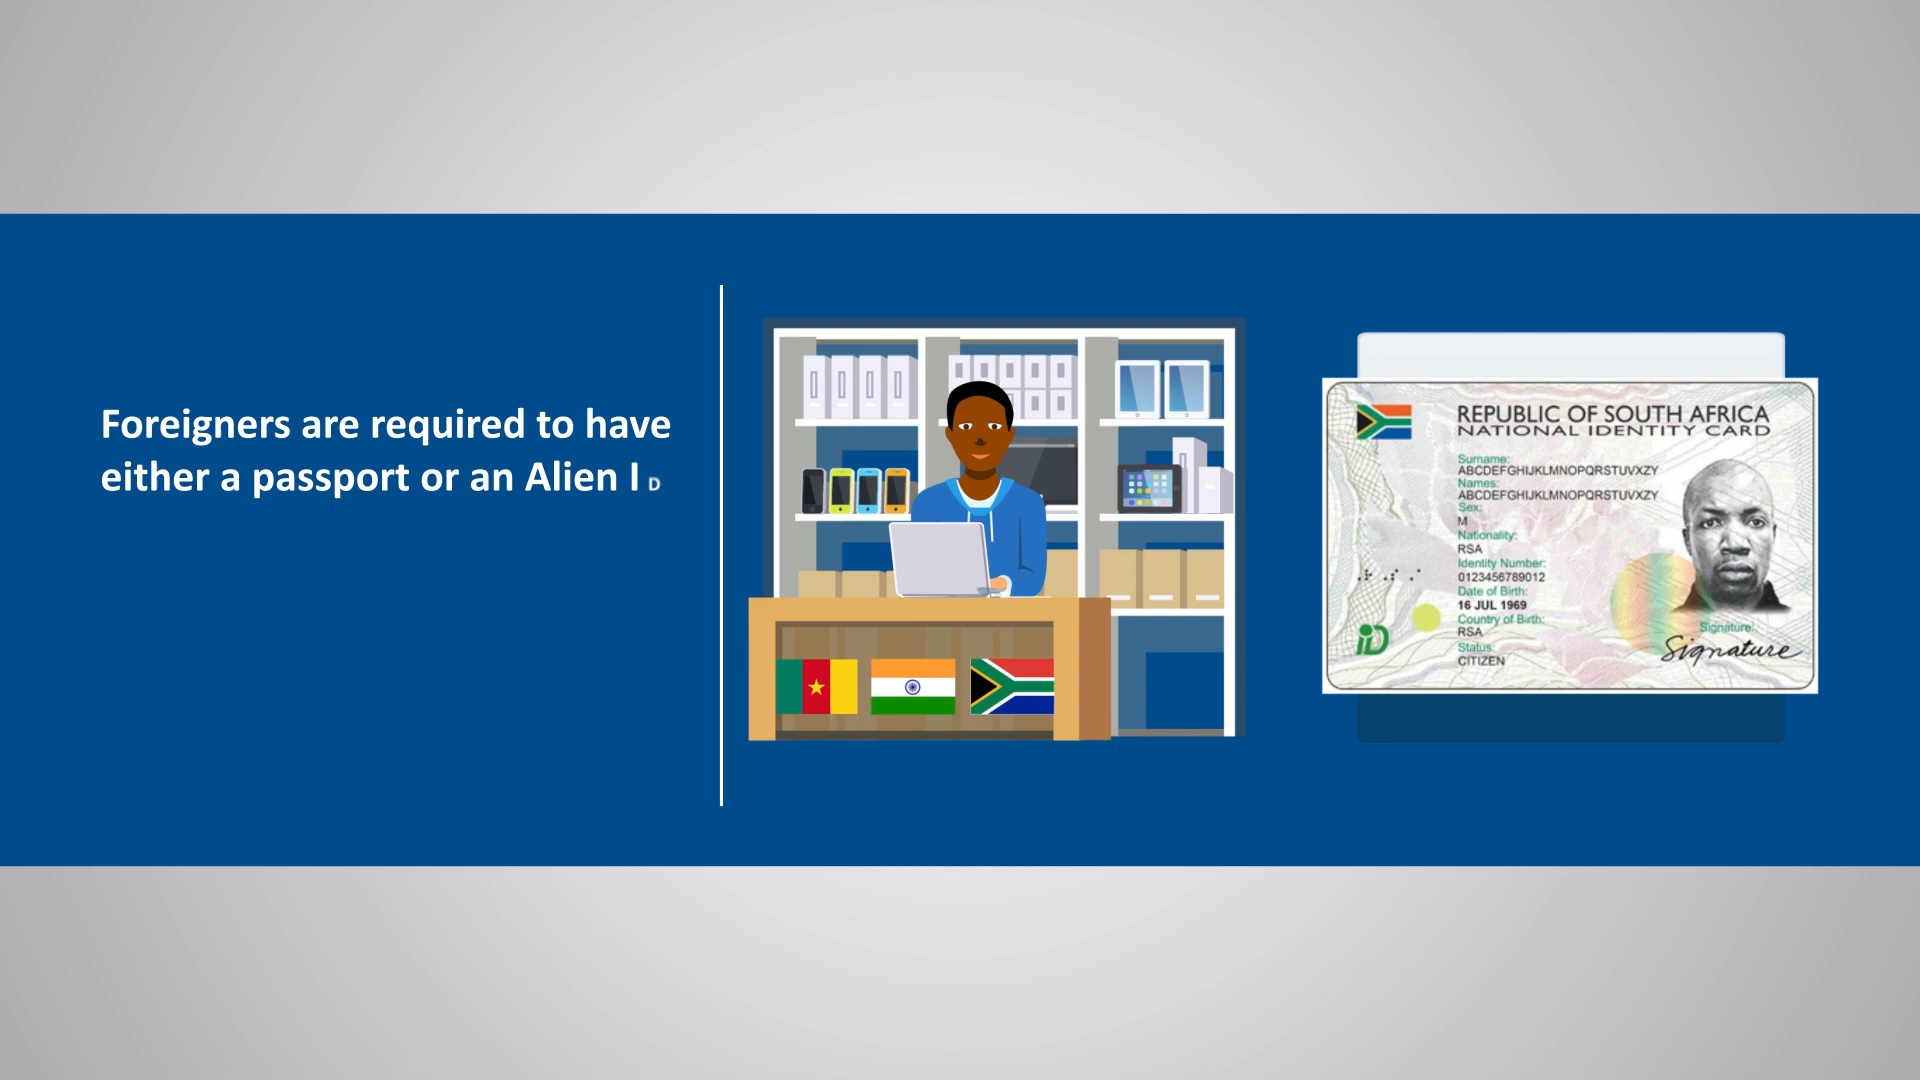 Foreigners are required to have
either a passport or an Alien I D
REPUBLIC OF SOUTH AFRICA
NATIONAL IDENTITY CARD
Surname:
ABCDEFGHIJKLMNOPQRSTUVXZY
Names:
ABCDEFGHIJKLMNOPQRSTUVXZY
Sex:
M
Nationality:
RSA
Identity Number:
0123456789012
Date of Birth:
16 JUL 1969
Country of Birth:
RSA
Status:
CITIZEN
Signature:
Signature
iD